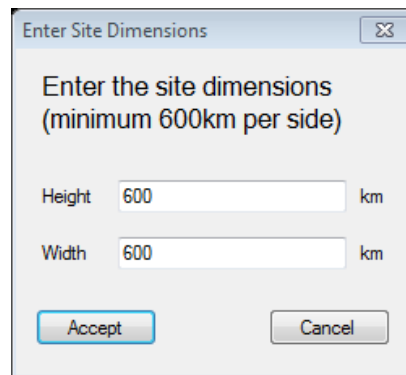 Enter Site Dimensions
Enter the site dimensions
(minimum 600km per side)
Height 600 km
Width 600 km
Accept Cancel